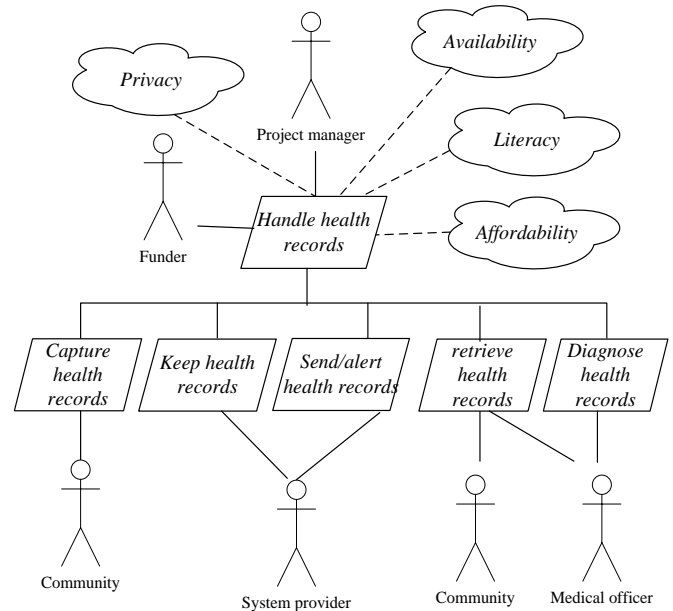 Availability
Privacy
Project manager
Literacy
Handle health
records
Affordability
Funder
Capture
health
records
Keep health
records
Send/alert
health records
retrieve
health
records
Diagnose
health
records
Community
System provider
Community
Medical officer